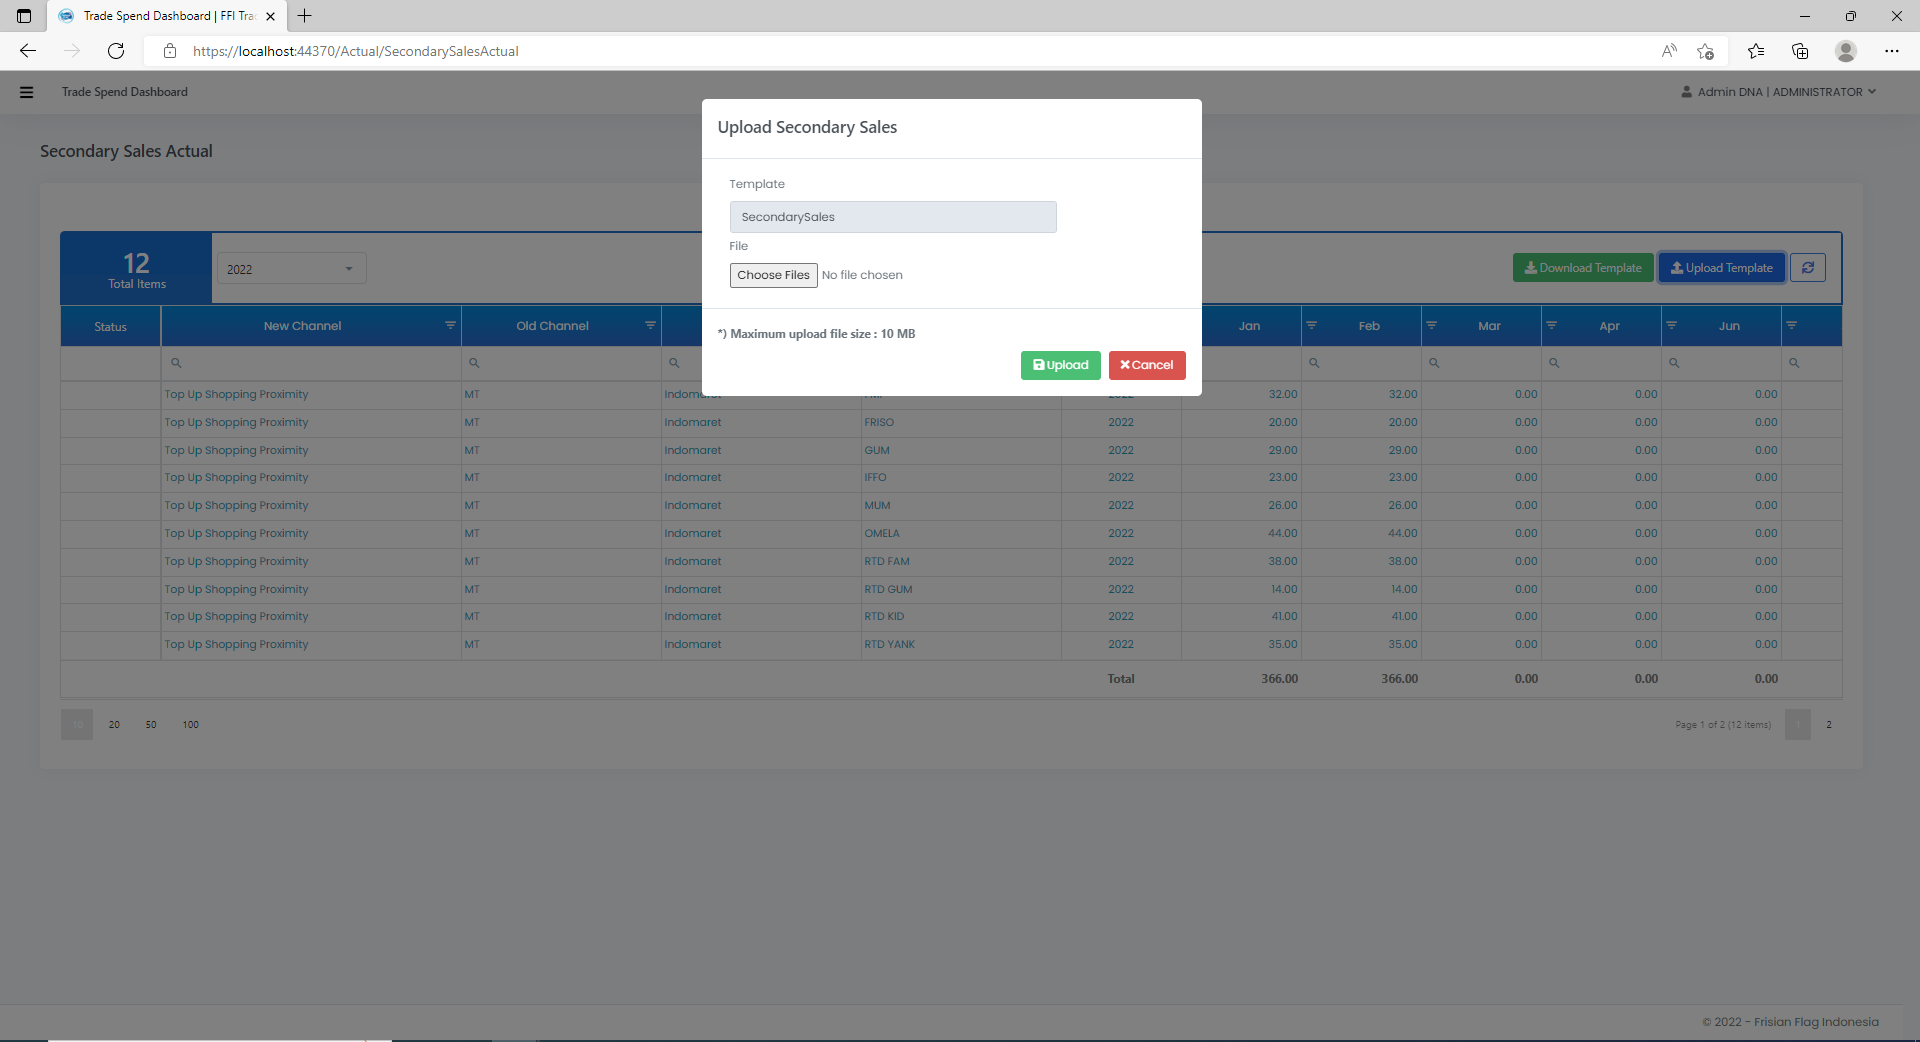 Trade Spend Dashboard | FFI Tra
https://localhost:44370/Actual/SecondarySalesActual
Trade Spend Dashboard
Admin DNA | ADMINISTRATOR
Upload Secondary Sales
Secondary Sales Actual
Template
SecondarySales
File
Choose Files No file chosen
12
Total Items
2022
Download Template
Upload Template
Status New Channel Old Channel Jan Feb Mar Apr Jun
*) Maximum upload file size : 10 MB
Upload
Cancel
Top Up Shopping Proximity MT 32.00 32.00 0.00 0.00 0.00
Top Up Shopping Proximity MT Indomaret FRISO 2022 20.00 20.00 0.00 0.00 0.00
Top Up Shopping Proximity MT Indomaret GUM 2022 29.00 29.00 0.00 0.00 0.00
Top Up Shopping Proximity MT Indomaret IFFO 2022 23.00 23.00 0.00 0.00 0.00
Top Up Shopping Proximity MT Indomaret MUM 2022 26.00 26.00 0.00 0.00 0.00
Top Up Shopping Proximity MT Indomaret OMELA 2022 44.00 44.00 0.00 0.00 0.00
Top Up Shopping Proximity MT Indomaret RTD FAM 2022 38.00 38.00 0.00 0.00 0.00
Top Up Shopping Proximity MT Indomaret RTD GUM 2022 14.00 14.00 0.00 0.00 0.00
Top Up Shopping Proximity MT Indomaret RTD KID 2022 41.00 41.00 0.00 0.00 0.00
Top Up Shopping Proximity MT Indomaret RTD YANK 2022 35.00 35.00 0.00 0.00 0.00
Total 366.00 366.00 0.00 0.00 0.00
10 20 50 100
Page 1 of 2 (12 items) 1 2
© 2022 - Frisian Flag Indonesia